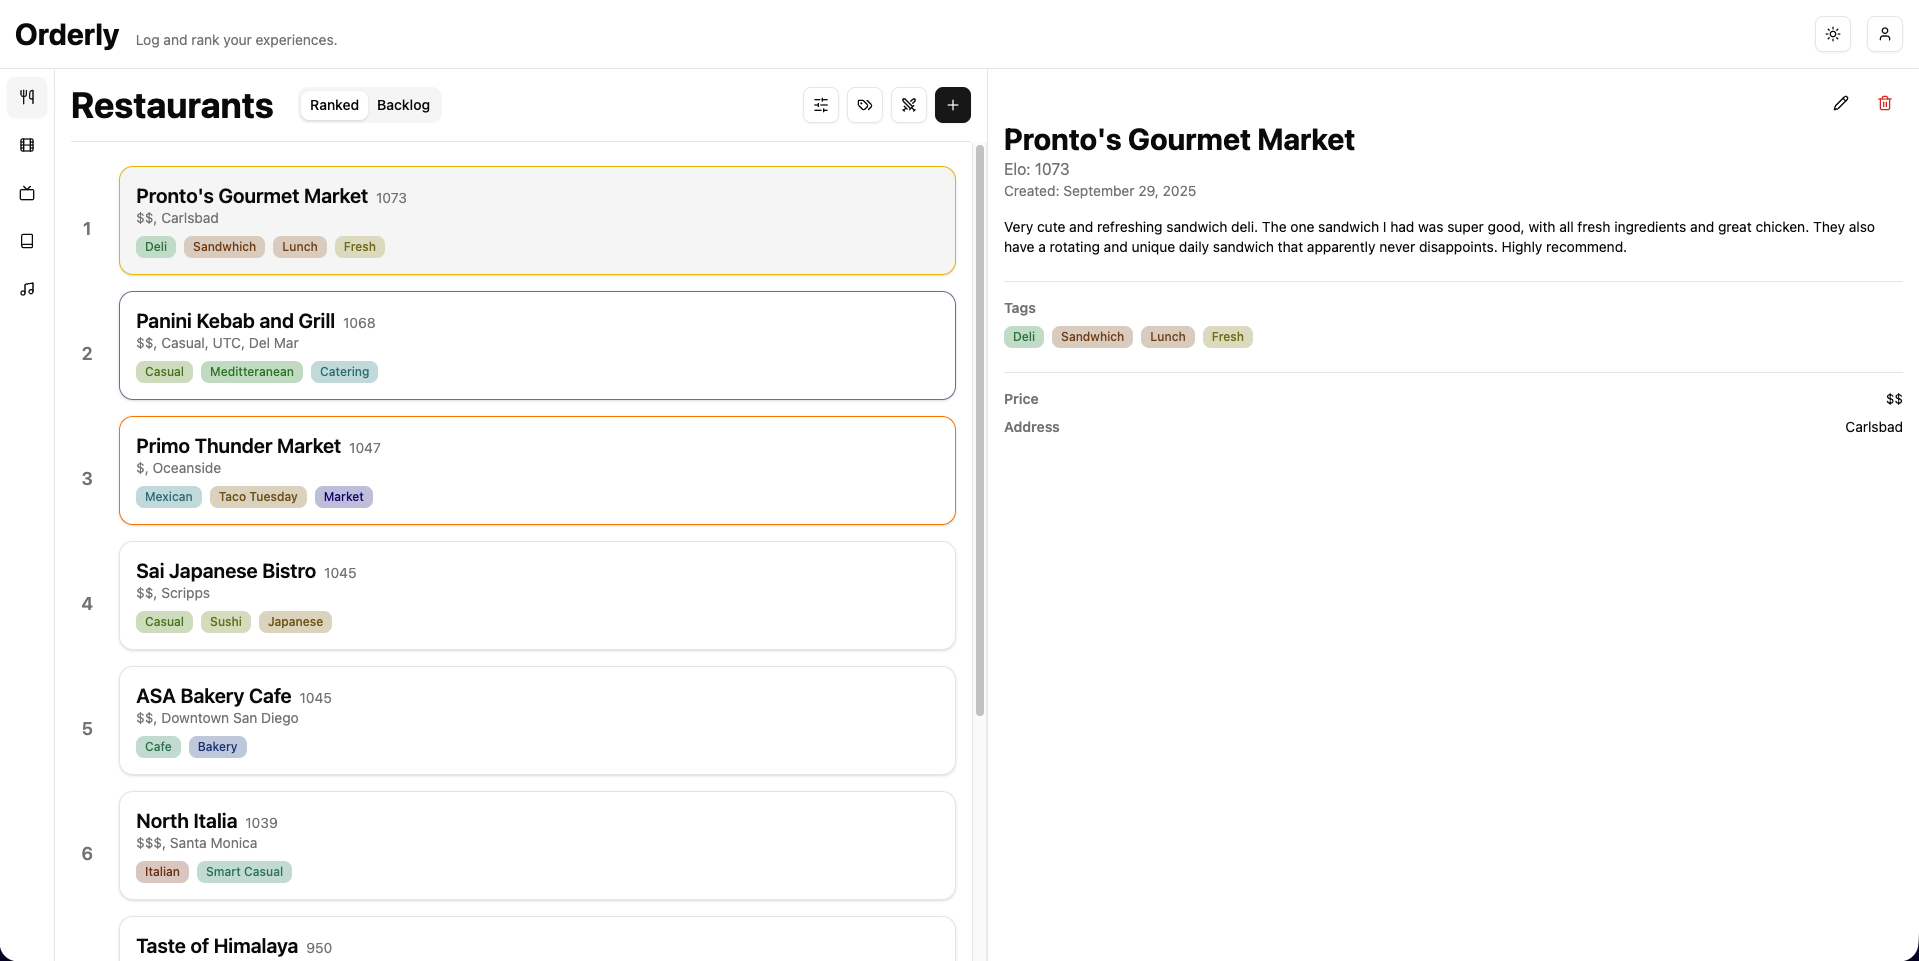 Orderly
Log and rank your experiences.
Restaurants
Ranked
Backlog
1
Pronto's Gourmet Market 1073
$$, Carlsbad
Deli Sandwhich Lunch Fresh
2
Panini Kebab and Grill 1068
$$, Casual, UTC, Del Mar
Casual Meditteranean Catering
3
Primo Thunder Market 1047
$, Oceanside
Mexican Taco Tuesday Market
4
Sai Japanese Bistro 1045
$$, Scripps
Casual Sushi Japanese
5
ASA Bakery Cafe 1045
$$, Downtown San Diego
Cafe Bakery
6
North Italia 1039
$$$, Santa Monica
Italian Smart Casual
Taste of Himalaya 950
Pronto's Gourmet Market
Elo: 1073
Created: September 29, 2025
Very cute and refreshing sandwich deli. The one sandwich I had was super good, with all fresh ingredients and great chicken. They also
have a rotating and unique daily sandwich that apparently never disappoints. Highly recommend.
Tags
Deli Sandwhich Lunch Fresh
Price $$
Address Carlsbad